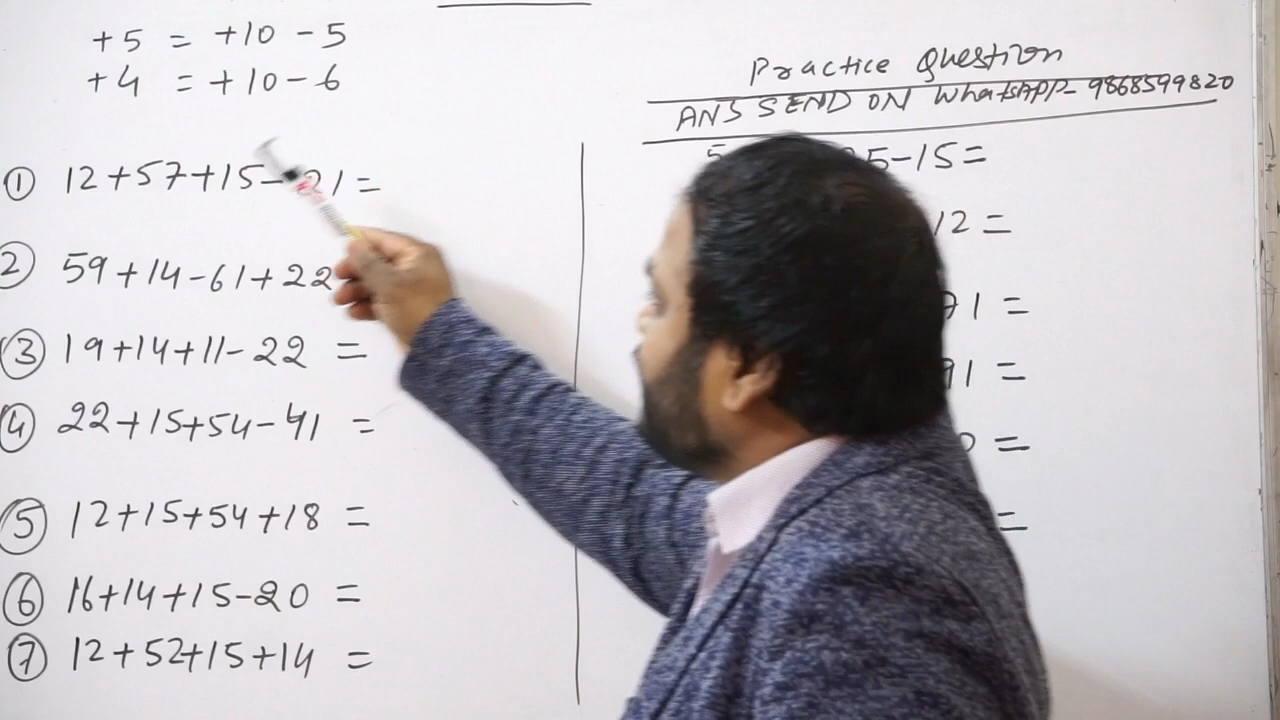 +5 = +10 -5
+4 = +10-6
① 12+57+15- 21=
② 59+14-61+22
③ 19+14+11-22 =
④ 22+15+54-41 =
⑤ 12+15+54+18 =
⑥ 16+14+15-20 =
⑦ 12+52+15+14 =
Practice Question
ANS SEND ON WhatsAPP- 9868599820
5-15=
12=
71=
91=
=
=